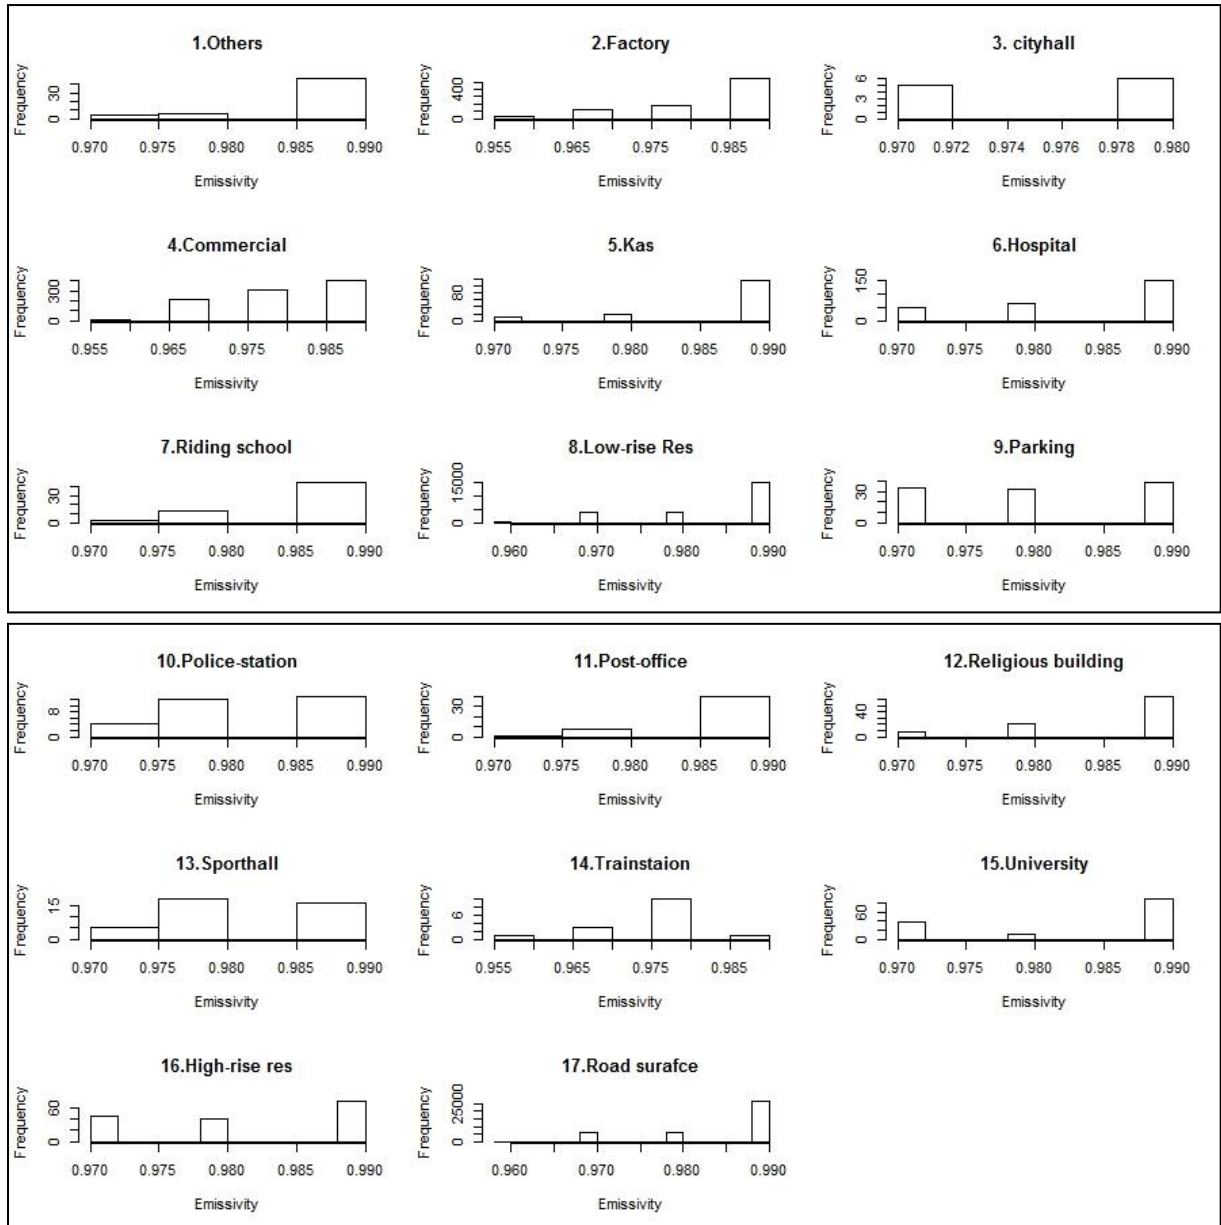 1.Others
Frequency
0 30
0.970 0.975 0.980 0.985 0.990
Emissivity
2.Factory
Frequency
0 400
0.955 0.965 0.975 0.985
Emissivity
3. cityhall
Frequency
0 3 6
0.970 0.972 0.974 0.976 0.978 0.980
Emissivity
4.Commercial
Frequency
0 300
0.955 0.965 0.975 0.985
Emissivity
5.Kas
Frequency
0 80
0.970 0.975 0.980 0.985 0.990
Emissivity
6.Hospital
Frequency
0 150
0.970 0.975 0.980 0.985 0.990
Emissivity
7.Riding school
Frequency
0 30
0.970 0.975 0.980 0.985 0.990
Emissivity
8.Low-rise Res
Frequency
0 15000
0.960 0.970 0.980 0.990
Emissivity
9.Parking
Frequency
0 30
0.970 0.975 0.980 0.985 0.990
Emissivity
10.Police-station
Frequency
0 8
0.970 0.975 0.980 0.985 0.990
Emissivity
11.Post-office
Frequency
0 30
0.970 0.975 0.980 0.985 0.990
Emissivity
12.Religious building
Frequency
0 40
0.970 0.975 0.980 0.985 0.990
Emissivity
13.Sporthall
Frequency
0 15
0.970 0.975 0.980 0.985 0.990
Emissivity
14.Trainstaion
Frequency
0 6
0.955 0.965 0.975 0.985
Emissivity
15.University
Frequency
0 60
0.970 0.975 0.980 0.985 0.990
Emissivity
16.High-rise res
Frequency
0 60
0.970 0.975 0.980 0.985 0.990
Emissivity
17.Road surafce
Frequency
0 25000
0.960 0.970 0.980 0.990
Emissivity